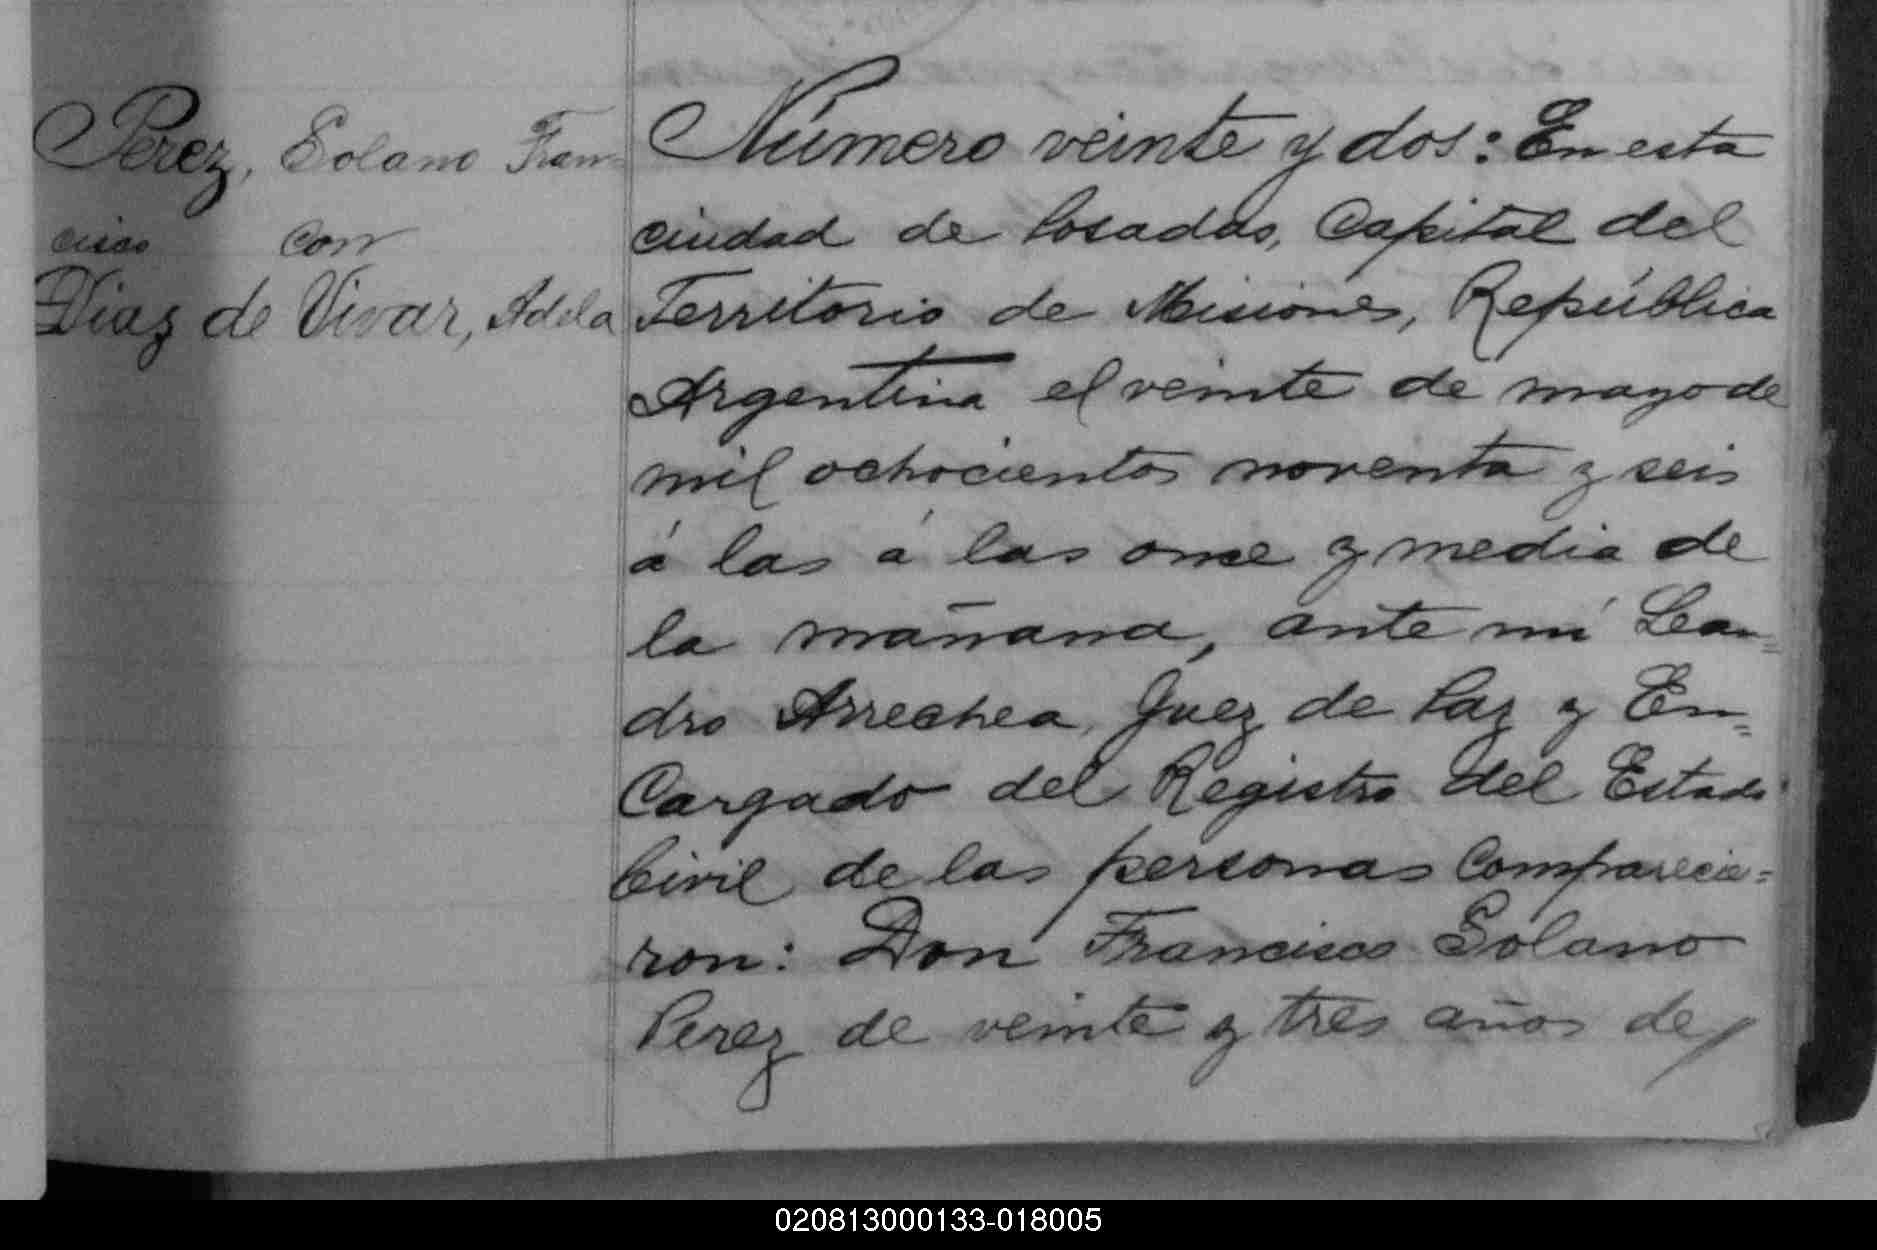 Perez, Solano Fran-
cisco con
Diaz de Vivar, Adela
Número veinte y dos: En esta
ciudad de Posadas, Capital del
Territorio de Misiones, República
Argentina el veinte de mayo de
mil ochocientos noventa y seis
á las á las once y media de
la mañana, ante mí Lean=
dro Arrechea, Juez de Paz y En=
Cargado del Registro del Estado
Civil de las personas Comparecie=
ron: Don Francisco Solano
Perez de veinte y tres años de
020813000133-018005